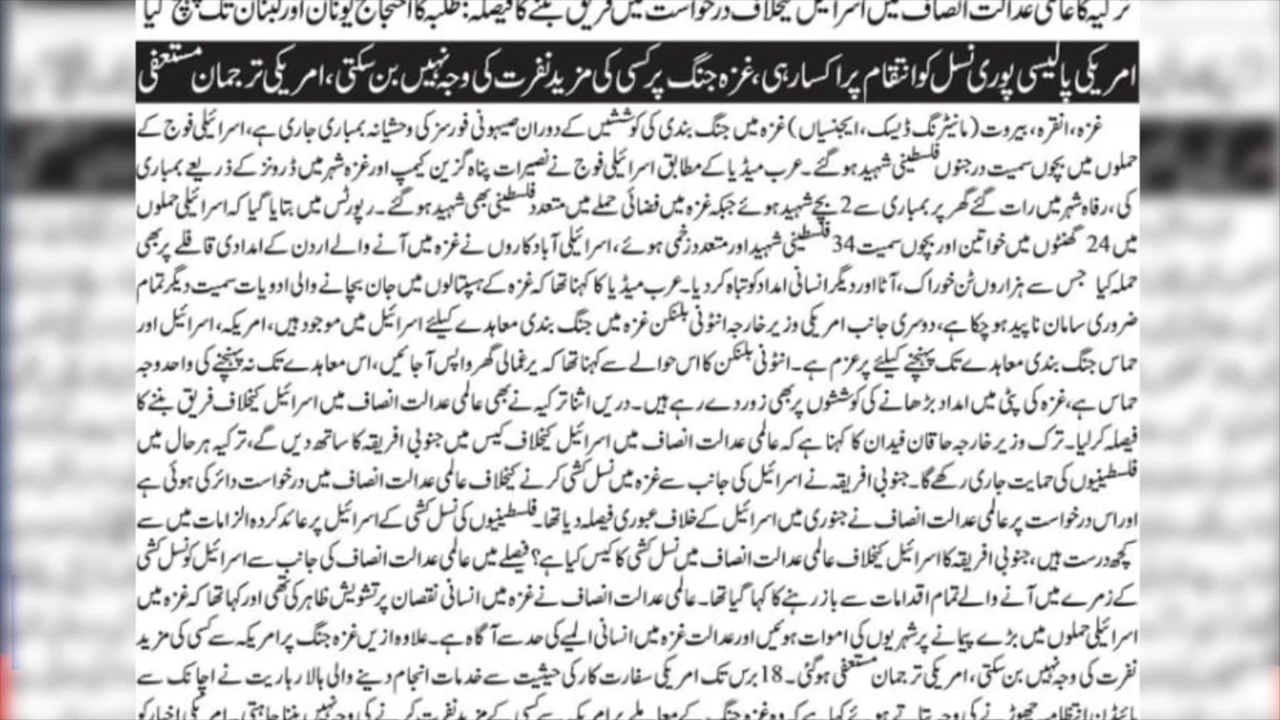 ترکیہ کا عالمی عدالت انصاف میں اسرائیل کیخلاف درخواست میں فریق بننے کا فیصلہ: طلبہ کا احتجاج یونان اور لبنان تک پہنچ گیا
امریکی پالیسی پوری نسل کو انتقام پر اکسا رہی، غزہ جنگ پر کسی کی مزید نفرت کی وجہ نہیں بن سکتی، امریکی ترجمان مستعفی
غزہ، انقرہ، بیروت (مانیٹرنگ ڈیسک، ایجنسیاں) غزہ میں جنگ بندی کی کوششیں کے دوران صیہونی فورسز کی وحشیانہ بمباری جاری ہے، اسرائیلی فوج کے
حملوں میں بچوں سمیت درجنوں فلسطینی شہید ہو گئے۔ عرب میڈیا کے مطابق اسرائیلی فوج نے نصیرات پناہ گزین کیمپ اور غزہ شہر میں ڈرونز کے ذریعے بمباری
کی، رفاہ شہر میں رات گئے گھر پر بمباری سے 2 بچے شہید ہوئے جبکہ غزہ میں فضائی حملے میں متعدد فلسطینی بھی شہید ہو گئے۔ رپورٹس میں بتایا گیا کہ اسرائیلی حملوں
میں 24 گھنٹوں میں خواتین اور بچوں سمیت 34 فلسطینی شہید اور متعدد زخمی ہوئے، اسرائیلی آباد کاروں نے غزہ میں آنے والے اردن کے امدادی قافلے پر بھی
حملہ کیا جس سے ہزاروں ٹن خوراک، آٹا اور دیگر انسانی امداد کو تباہ کر دیا۔ عرب میڈیا کا کہنا تھا کہ غزہ کے ہسپتالوں میں جان بچانے والی ادویات سمیت دیگر تمام
ضروری سامان ناپید ہو چکا ہے، دوسری جانب امریکی وزیر خارجہ انٹونی بلنکن غزہ میں جنگ بندی معاہدے کیلئے اسرائیل میں موجود ہیں، امریکہ، اسرائیل اور
حماس جنگ بندی معاہدے تک پہنچنے کیلئے پرعزم ہے۔ انٹونی بلنکن کا اس حوالے سے کہنا تھا کہ یرغمالی گھر واپس آ جائیں، اس معاہدے تک نہ پہنچنے کی واحد وجہ
حماس ہے، غزہ کی پٹی میں امداد بڑھانے کی کوششوں پر بھی زور دے رہے ہیں۔ دریں اثنا ترکیہ نے بھی عالمی عدالت انصاف میں اسرائیل کیخلاف فریق بننے کا
فیصلہ کر لیا۔ ترک وزیر خارجہ حاقان فیدان کا کہنا ہے کہ عالمی عدالت انصاف میں اسرائیل کیخلاف کیس میں جنوبی افریقہ کا ساتھ دیں گے، ترکیہ ہر حال میں
فلسطینیوں کی حمایت جاری رکھے گا۔ جنوبی افریقہ نے اسرائیل کی جانب سے غزہ میں نسل کشی کرنے کیخلاف عالمی عدالت انصاف میں درخواست دائر کی ہوئی ہے
اور اس درخواست پر عالمی عدالت انصاف نے جنوری میں اسرائیل کے خلاف عبوری فیصلہ دیا تھا۔ فلسطینیوں کی نسل کشی کے اسرائیل پر عائد کردہ الزامات میں سے
کچھ درست ہیں، جنوبی افریقہ کا اسرائیل کیخلاف عالمی عدالت انصاف میں نسل کشی کا کیس کیا ہے؟ فیصلے میں عالمی عدالت انصاف کی جانب سے اسرائیل کو نسل کشی
کے زمرے میں آنے والے تمام اقدامات سے باز رہنے کا کہا گیا تھا۔ عالمی عدالت انصاف نے غزہ میں انسانی نقصان پر تشویش ظاہر کی تھی اور کہا تھا کہ غزہ میں
اسرائیلی حملوں میں بڑے پیمانے پر شہریوں کی اموات ہوئیں اور عدالت غزہ میں انسانی المیے کی حد سے آگاہ ہے۔ علاوہ ازیں غزہ جنگ پر امریکہ سے کسی کی مزید
نفرت کی وجہ نہیں بن سکتی، امریکی ترجمان مستعفی ہو گئی۔ 18 برس تک امریکی سفارت کار کی حیثیت سے خدمات انجام دینے والی ہالا رہاریت نے اچانک سے